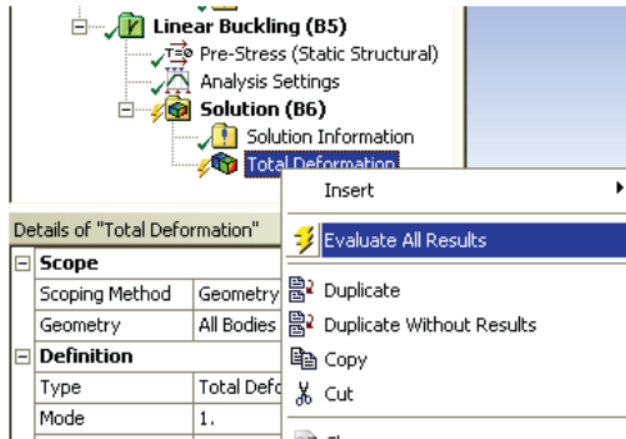 Linear Buckling (B5)
T=0 Pre-Stress (Static Structural)
Analysis Settings
Solution (B6)
Solution Information
Total Deformation
Insert
Details of "Total Deformation"
Evaluate All Results
Scope
Scoping Method Geometry
Duplicate
Geometry All Bodies
Duplicate Without Results
Definition
Copy
Type Total Defo
Cut
Mode 1.